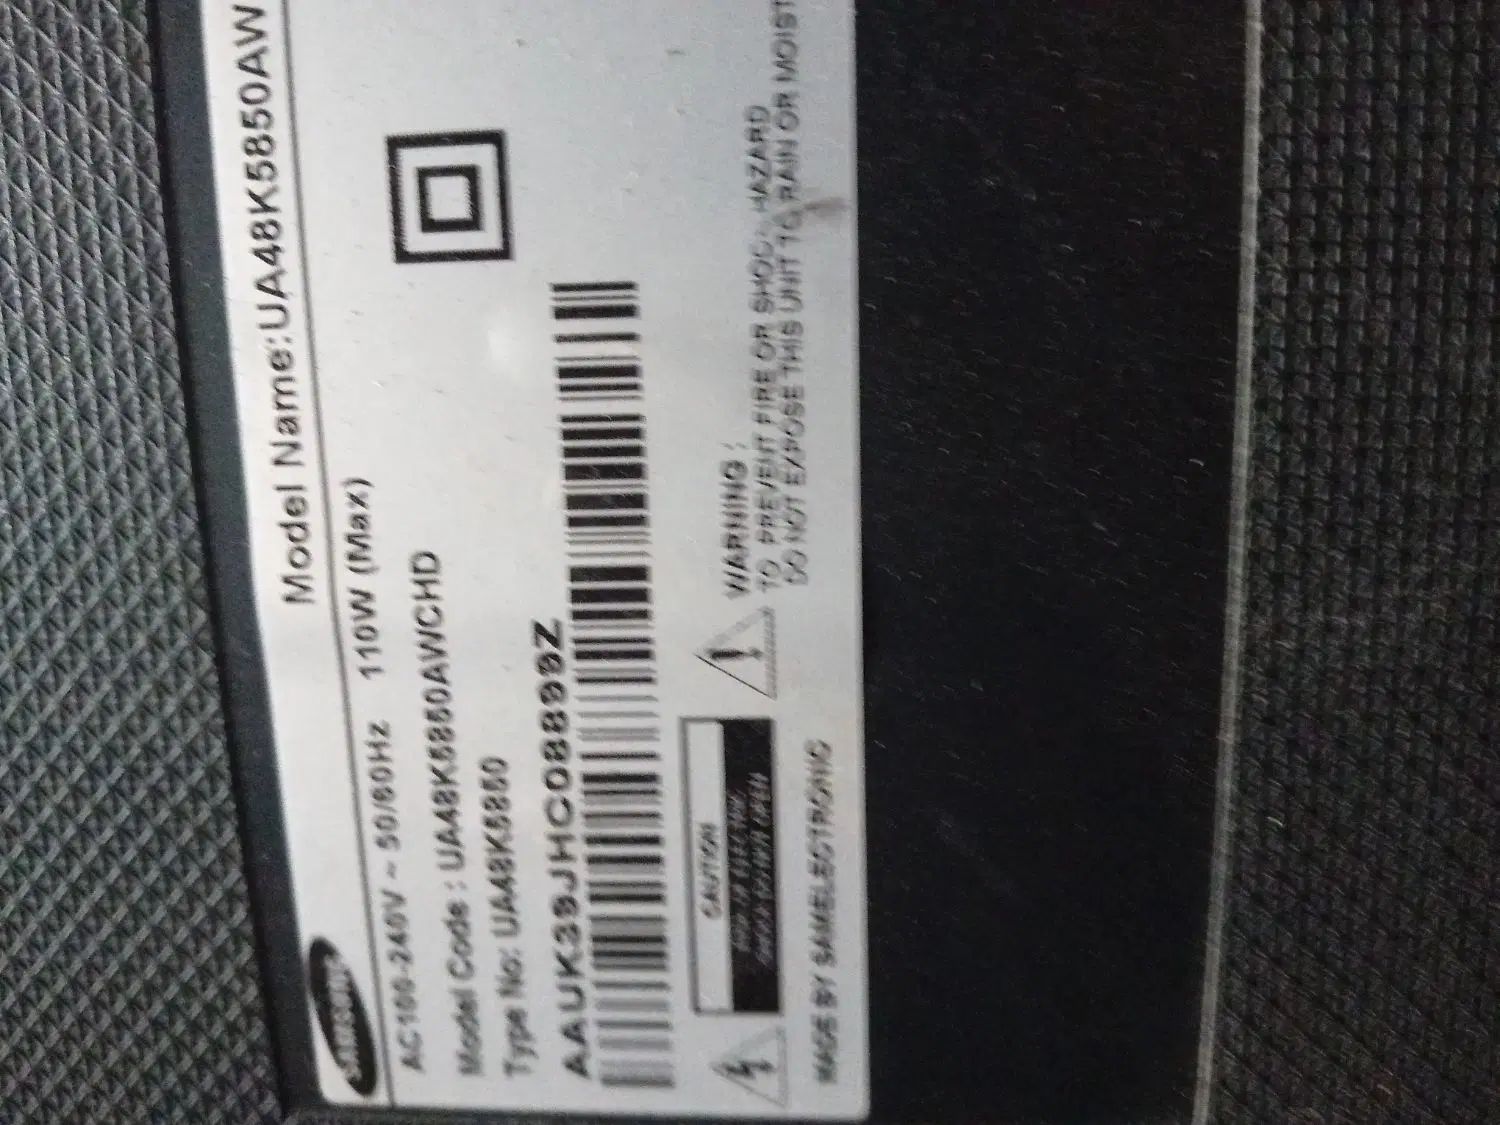 SAMSUNG
Model Name:UA48K5850AW
AC100-240V ~ 50/60Hz 110W (Max)
Model Code : UA48K5850AWCHD
Type No: UA48K5850
WARNING :
TO PREVENT FIRE OR SHOCK HAZARD
DO NOT EXPOSE THIS UNIT TO RAIN OR MOIST
CAUTION
MADE BY SAMELECTRONIC